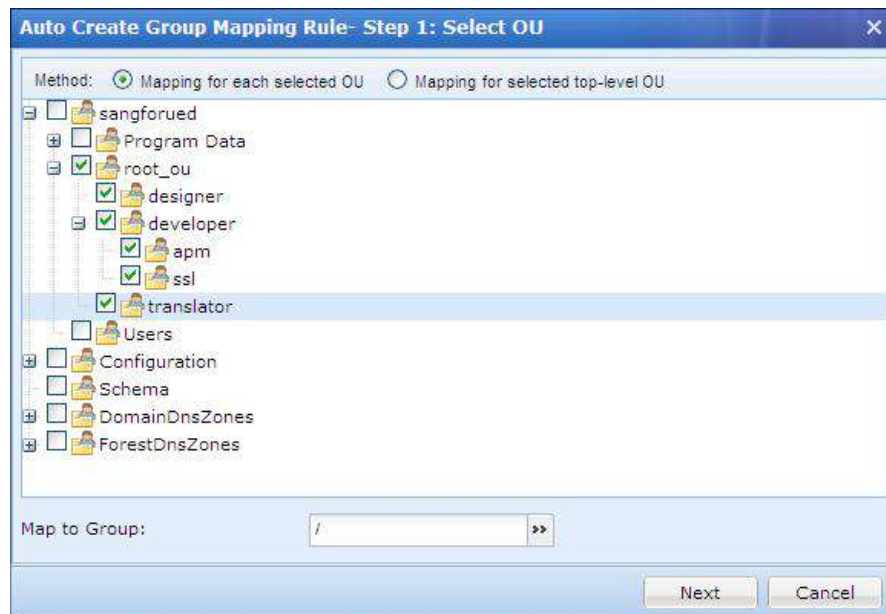 Auto Create Group Mapping Rule- Step 1: Select OU
Method: Mapping for each selected OU Mapping for selected top-level OU
sangforued
Program Data
root_ou
designer
developer
apm
ssl
translator
Users
Configuration
Schema
DomainDnsZones
ForestDnsZones
Map to Group: /
Next Cancel